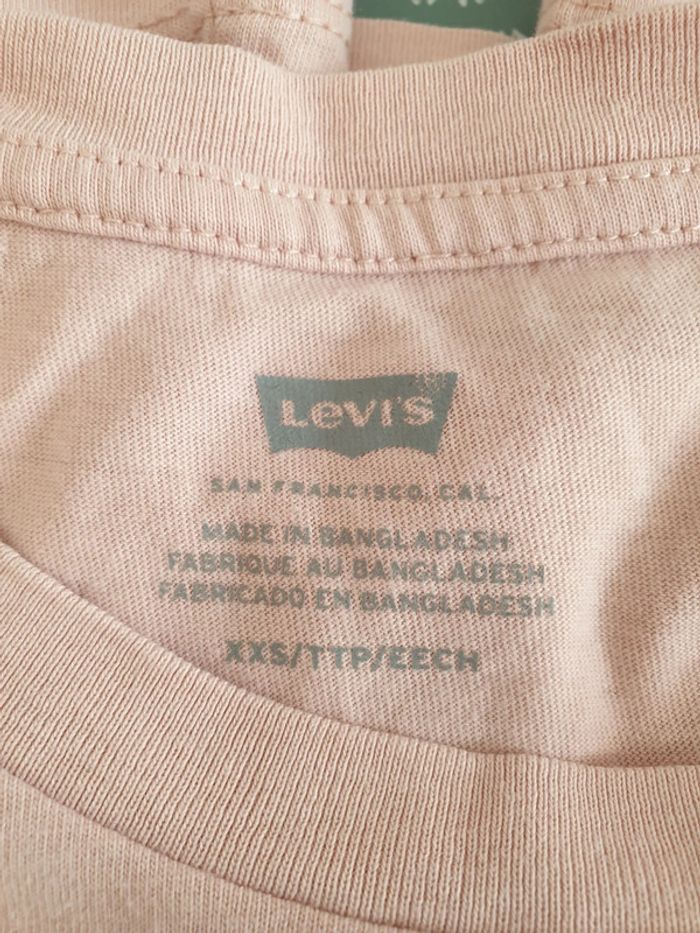 LEVI'S
SAN FRANCISCO, CAL.
MADE IN BANGLADESH
FABRIQUE AU BANGLADESH
FABRICADO EN BANGLADESH
XXS/TTP/EECH